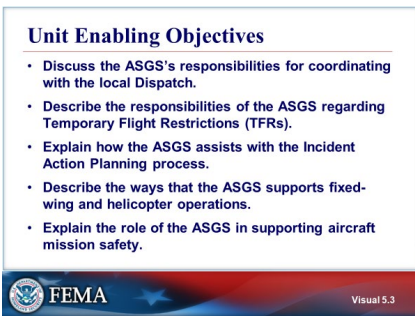 Unit Enabling Objectives
• Discuss the ASGS's responsibilities for coordinating
with the local Dispatch.
• Describe the responsibilities of the ASGS regarding
Temporary Flight Restrictions (TFRs).
• Explain how the ASGS assists with the Incident
Action Planning process.
• Describe the ways that the ASGS supports fixed-
wing and helicopter operations.
• Explain the role of the ASGS in supporting aircraft
mission safety.
FEMA
Visual 5.3